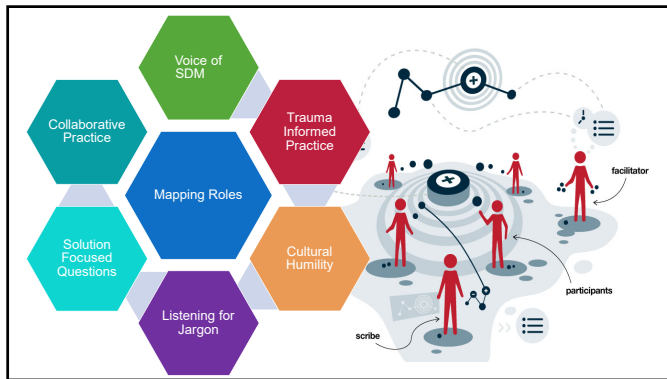 Voice of
SDM
Collaborative
Practice
Trauma
Informed
Practice
Mapping Roles
Solution
Focused
Questions
Cultural
Humility
Listening for
Jargon
facilitator
participants
scribe